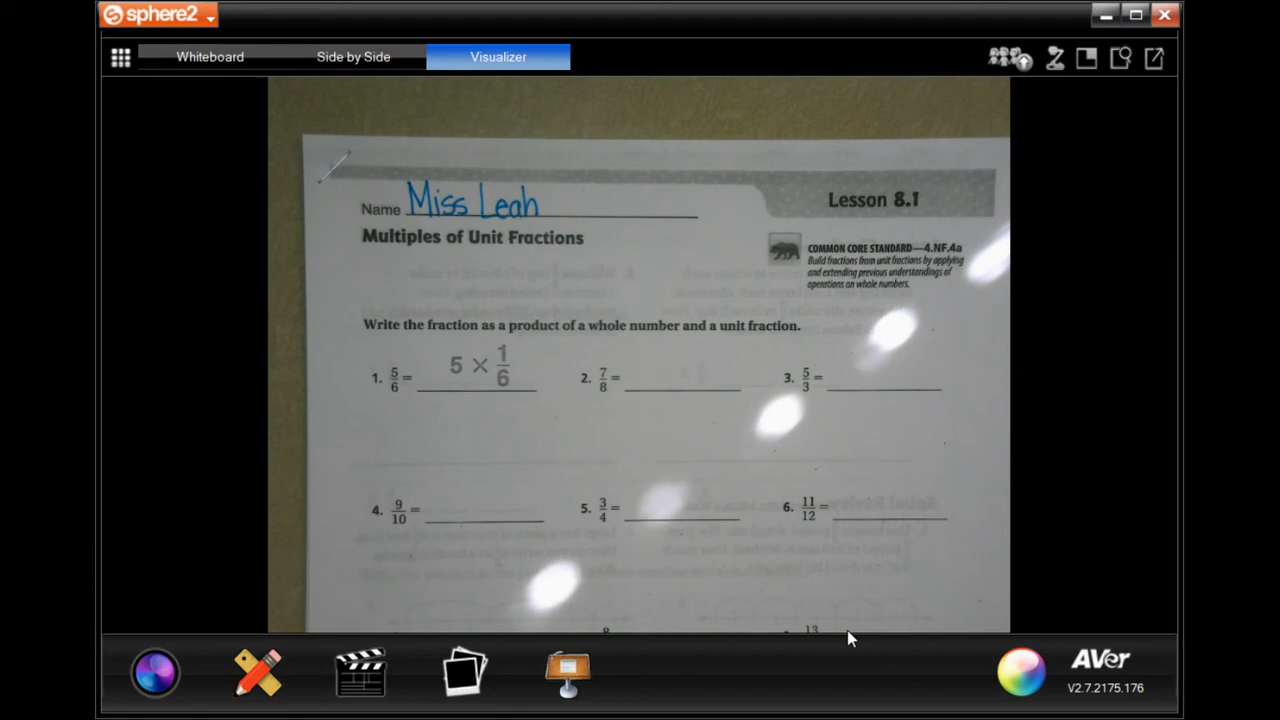 sphere2
Whiteboard Side by Side Visualizer
Name Miss Leah
Lesson 8.1
Multiples of Unit Fractions
COMMON CORE STANDARD—4.NF.4a
Build fractions from unit fractions by applying
and extending previous understandings of
operations on whole numbers.
Write the fraction as a product of a whole number and a unit fraction.
1. 5/6 = 5 × 1/6 2. 7/8 = 3. 5/3 =
4. 9/10 = 5. 3/4 = 6. 11/12 =
8 13
AVer
V2.7.2175.176